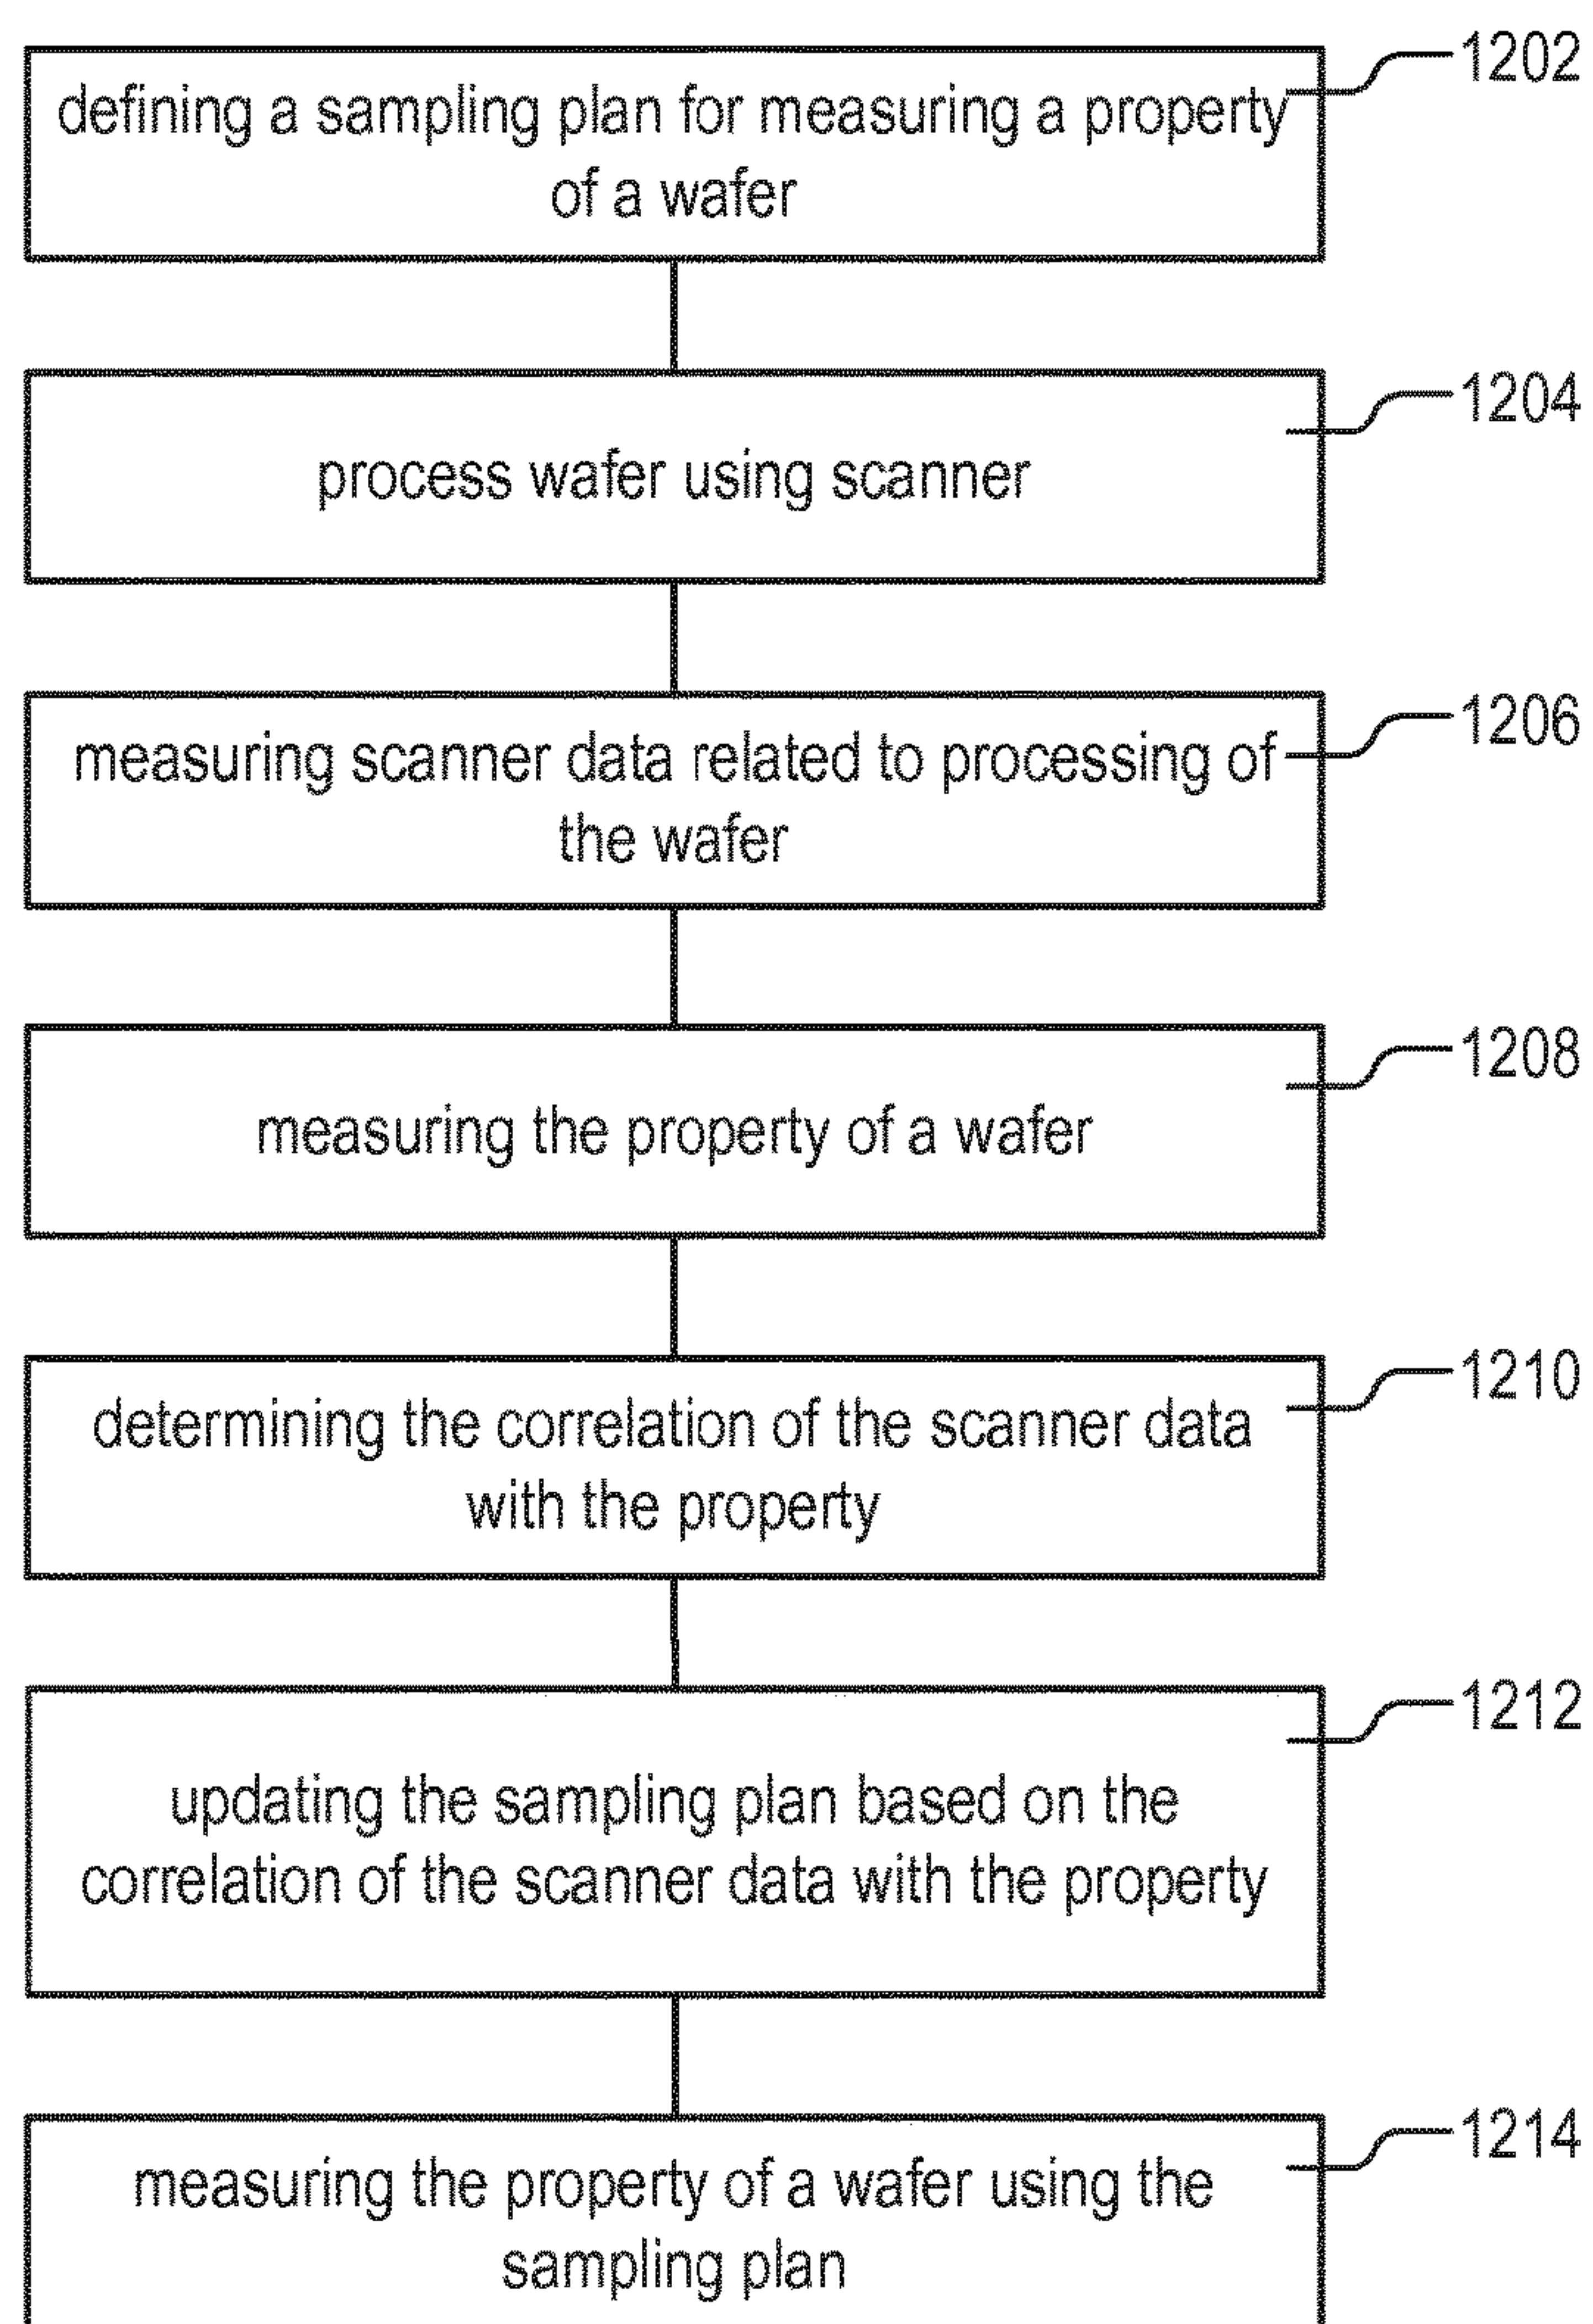 1202
defining a sampling plan for measuring a property
of a wafer
1204
process wafer using scanner
1206
measuring scanner data related to processing of
the wafer
1208
measuring the property of a wafer
1210
determining the correlation of the scanner data
with the property
1212
updating the sampling plan based on the
correlation of the scanner data with the property
1214
measuring the property of a wafer using the
sampling plan